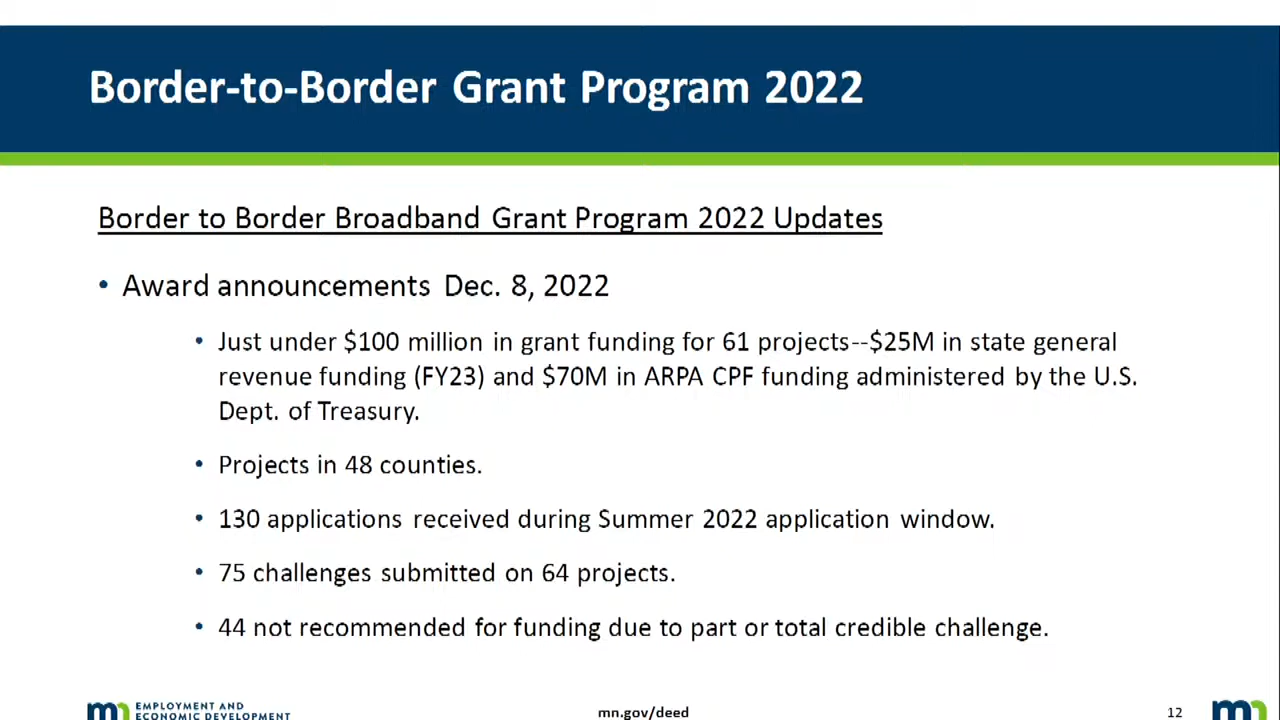 Border-to-Border Grant Program 2022
Border to Border Broadband Grant Program 2022 Updates
• Award announcements Dec. 8, 2022
• Just under $100 million in grant funding for 61 projects--$25M in state general
revenue funding (FY23) and $70M in ARPA CPF funding administered by the U.S.
Dept. of Treasury.
• Projects in 48 counties.
• 130 applications received during Summer 2022 application window.
• 75 challenges submitted on 64 projects.
• 44 not recommended for funding due to part or total credible challenge.
mn EMPLOYMENT AND
ECONOMIC DEVELOPMENT
mn.gov/deed
12
mn